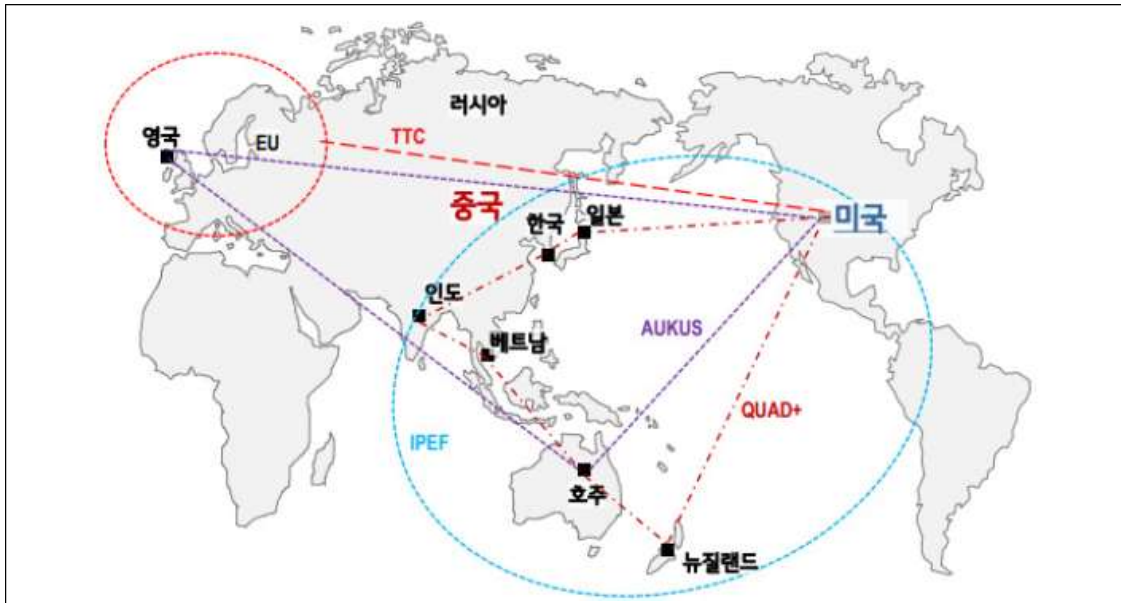 러시아
영국
EU
TTC
중국
한국
일본
미국
인도
베트남
AUKUS
QUAD+
IPEF
호주
뉴질랜드